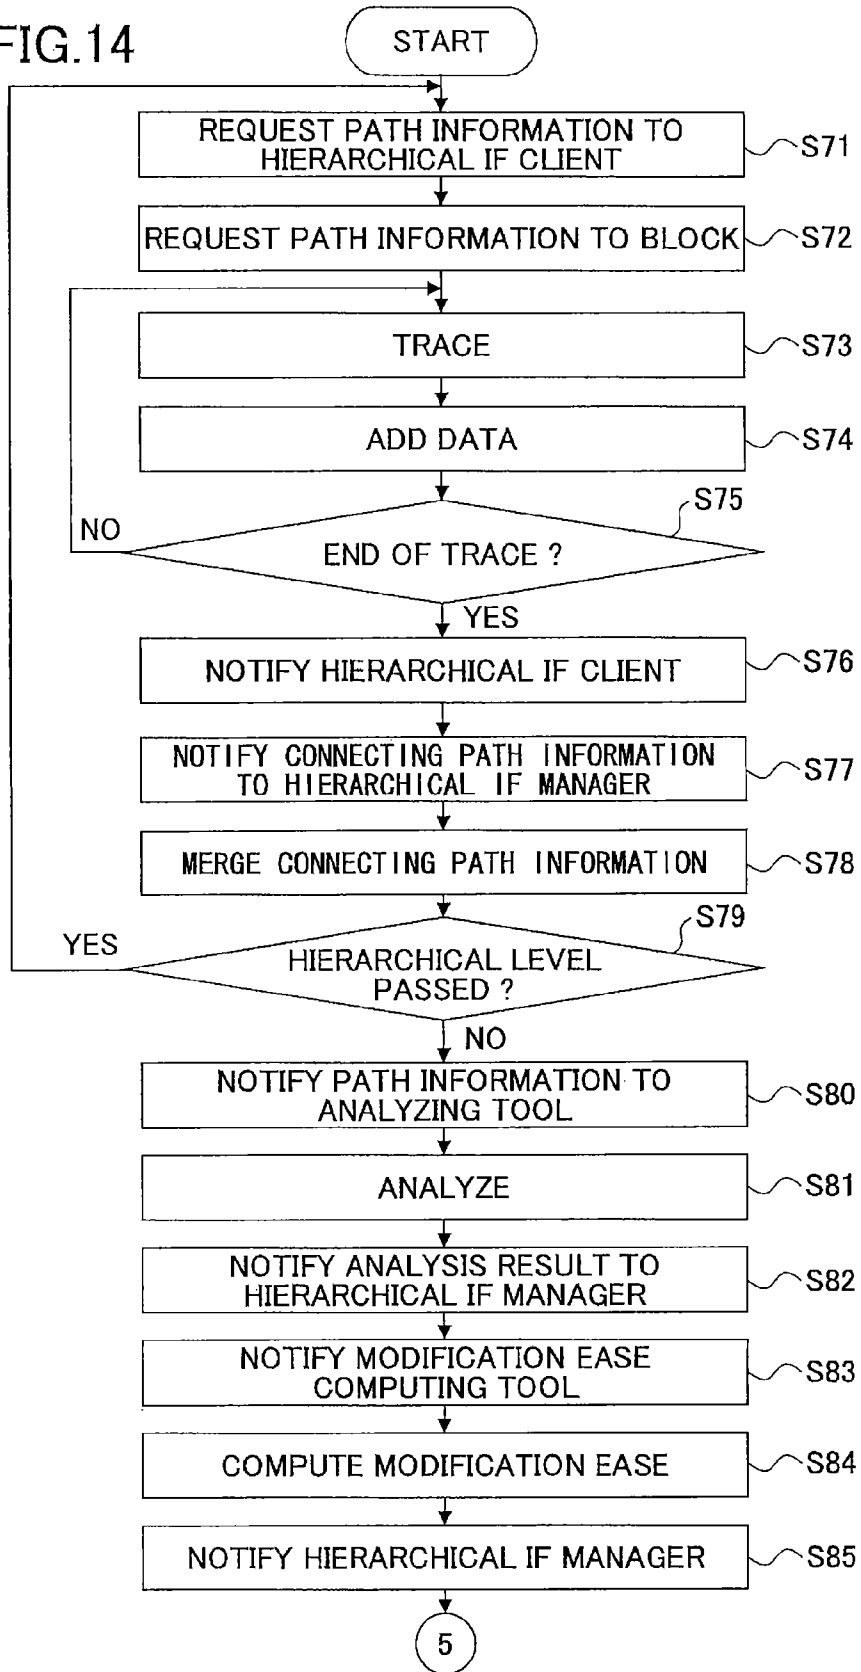 FIG.14
START
REQUEST PATH INFORMATION TO
HIERARCHICAL IF CLIENT
S71
REQUEST PATH INFORMATION TO BLOCK
S72
TRACE
S73
ADD DATA
S74
S75
NO
END OF TRACE ?
YES
NOTIFY HIERARCHICAL IF CLIENT
S76
NOTIFY CONNECTING PATH INFORMATION
TO HIERARCHICAL IF MANAGER
S77
MERGE CONNECTING PATH INFORMATION
S78
S79
YES
HIERARCHICAL LEVEL
PASSED ?
NO
NOTIFY PATH INFORMATION TO
ANALYZING TOOL
S80
ANALYZE
S81
NOTIFY ANALYSIS RESULT TO
HIERARCHICAL IF MANAGER
S82
NOTIFY MODIFICATION EASE
COMPUTING TOOL
S83
COMPUTE MODIFICATION EASE
S84
NOTIFY HIERARCHICAL IF MANAGER
S85
5